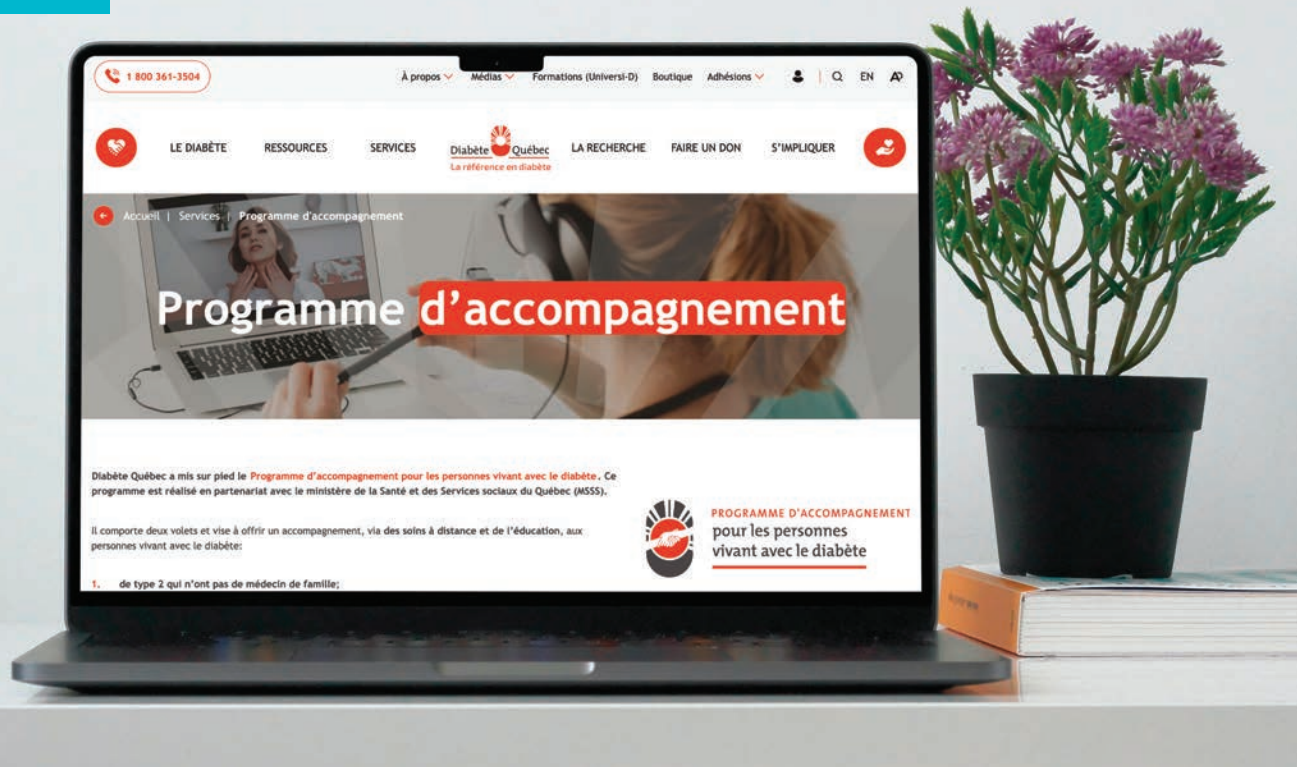 1 800 361-3504
À propos Médias Formations (Universi-D) Boutique Adhésions EN
LE DIABÈTE RESSOURCES SERVICES Diabète Québec LA RECHERCHE FAIRE UN DON S'IMPLIQUER
La référence en diabète
Accueil | Services | Programme d'accompagnement
Programme d'accompagnement
Diabète Québec a mis sur pied le Programme d'accompagnement pour les personnes vivant avec le diabète. Ce
programme est réalisé en partenariat avec le ministère de la Santé et des Services sociaux du Québec (MSSS).
Il comporte deux volets et vise à offrir un accompagnement, via des soins à distance et de l'éducation, aux
personnes vivant avec le diabète:
1. de type 2 qui n'ont pas de médecin de famille;
PROGRAMME D'ACCOMPAGNEMENT
pour les personnes
vivant avec le diabète